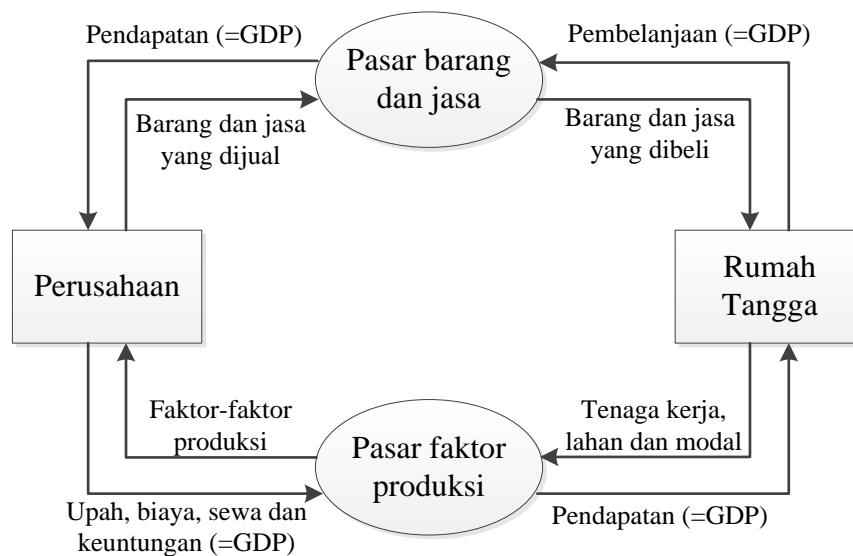 Pendapatan (=GDP)
Pasar barang
dan jasa
Pembelanjaan (=GDP)
Barang dan jasa
yang dijual
Barang dan jasa
yang dibeli
Perusahaan
Rumah
Tangga
Faktor-faktor
produksi
Pasar faktor
produksi
Tenaga kerja,
lahan dan modal
Upah, biaya, sewa dan
keuntungan (=GDP)
Pendapatan (=GDP)